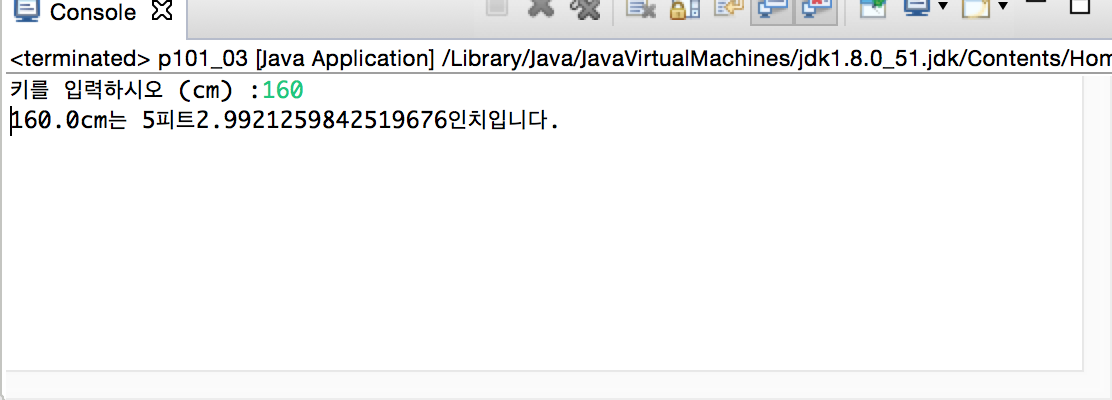 Console
<terminated> p101_03 [Java Application] /Library/Java/JavaVirtualMachines/jdk1.8.0_51.jdk/Contents/Hom
키를 입력하시오 (cm) :160
160.0cm는 5피트2.9921259842519676인치입니다.